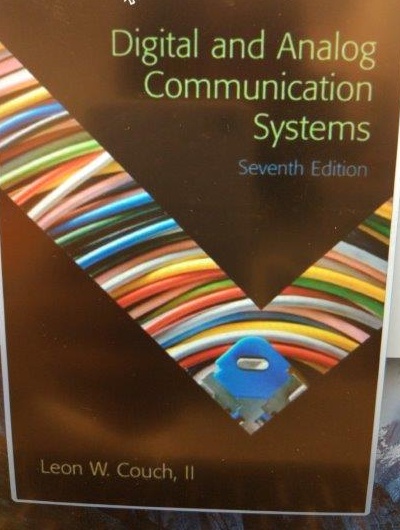 Digital and Analog
Communication
Systems
Seventh Edition
Leon W. Couch, II